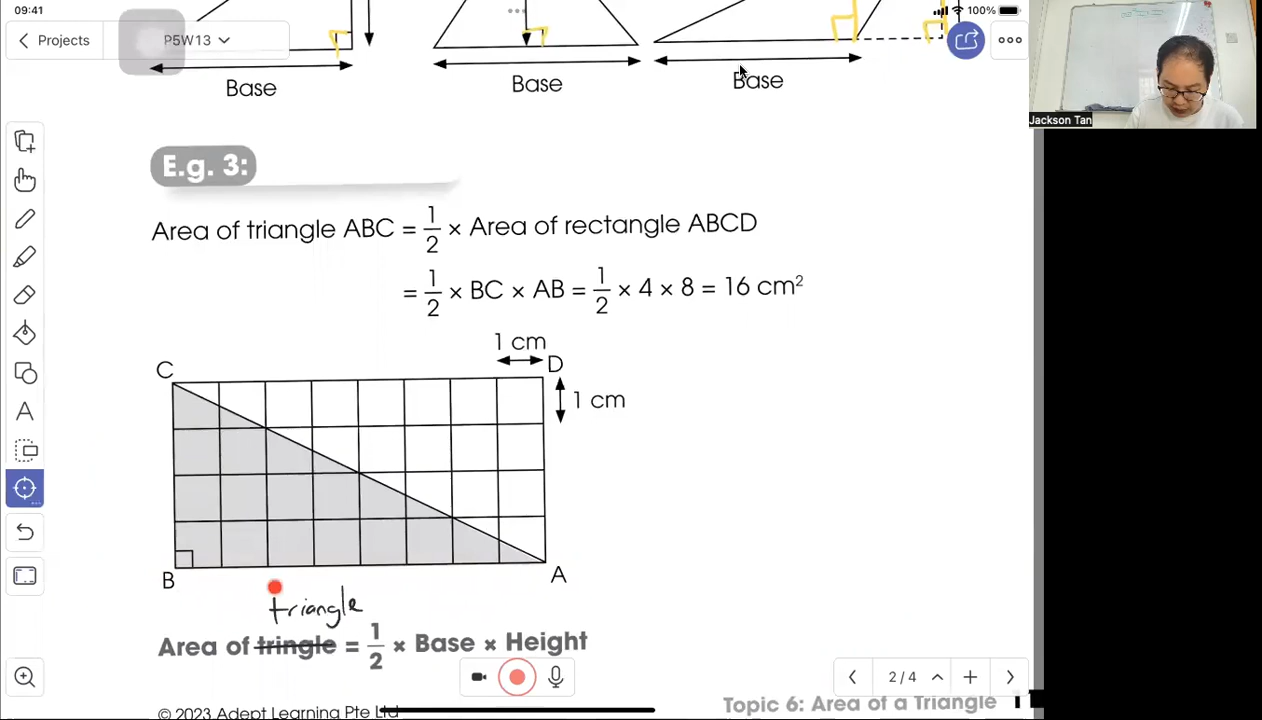 09:41
100%
Projects
P5W13
Base
Base
Base
Jackson Tan
E.g. 3:
Area of triangle ABC = 1/2 × Area of rectangle ABCD
= 1/2 × BC × AB = 1/2 × 4 × 8 = 16 cm²
1 cm
C
D
1 cm
B
A
triangle
Area of tringle = 1/2 × Base × Height
2 / 4
Topic 6: Area of a Triangle 1
© 2023 Adept Learning Pte Ltd